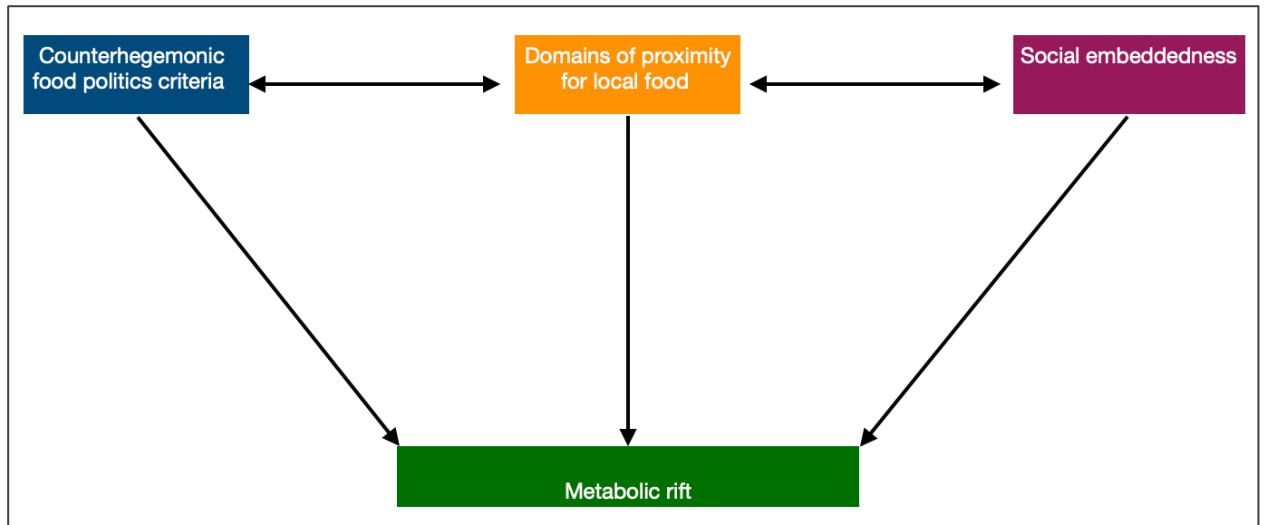 Counterhegemonic
food politics criteria
Domains of proximity
for local food
Social embeddedness
Metabolic rift